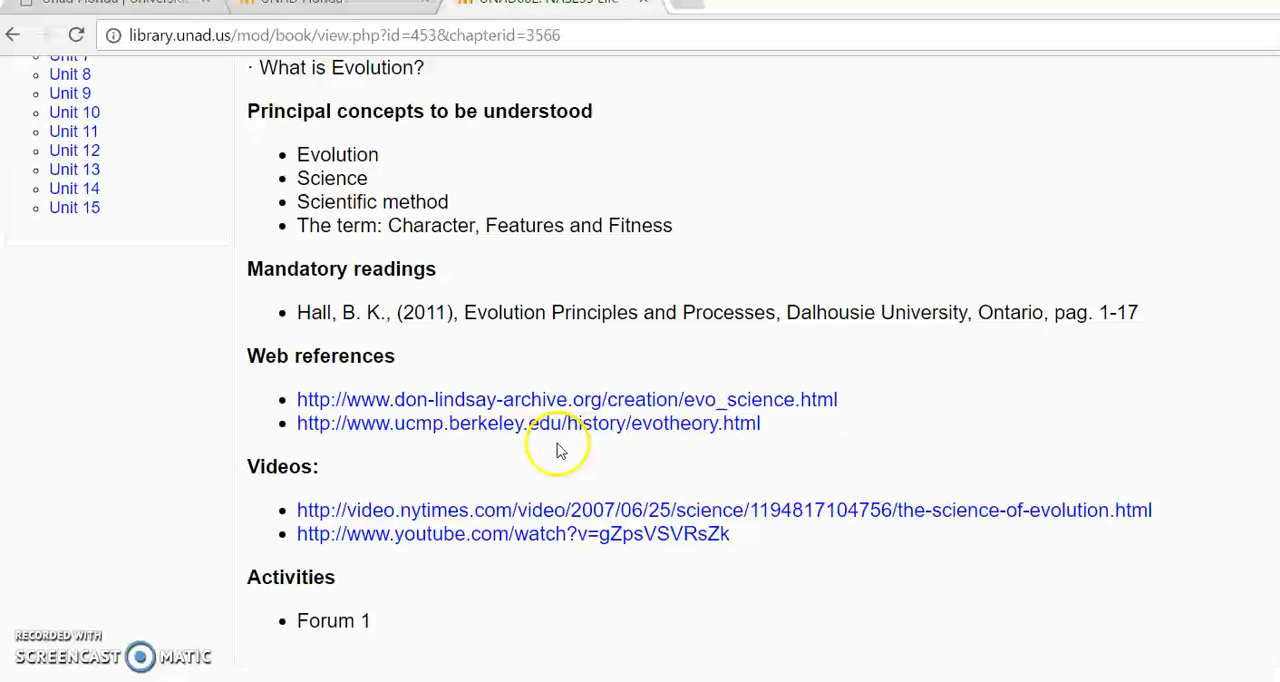 library.unad.us/mod/book/view.php?id=453&chapterid=3566
Unit 8
Unit 9
Unit 10
Unit 11
Unit 12
Unit 13
Unit 14
Unit 15
· What is Evolution?
Principal concepts to be understood
Evolution
Science
Scientific method
The term: Character, Features and Fitness
Mandatory readings
Hall, B. K., (2011), Evolution Principles and Processes, Dalhousie University, Ontario, pag. 1-17
Web references
http://www.don-lindsay-archive.org/creation/evo_science.html
http://www.ucmp.berkeley.edu/history/evotheory.html
Videos:
http://video.nytimes.com/video/2007/06/25/science/1194817104756/the-science-of-evolution.html
http://www.youtube.com/watch?v=gZpsVSVRsZk
Activities
Forum 1
RECORDED WITH
SCREENCAST MATIC